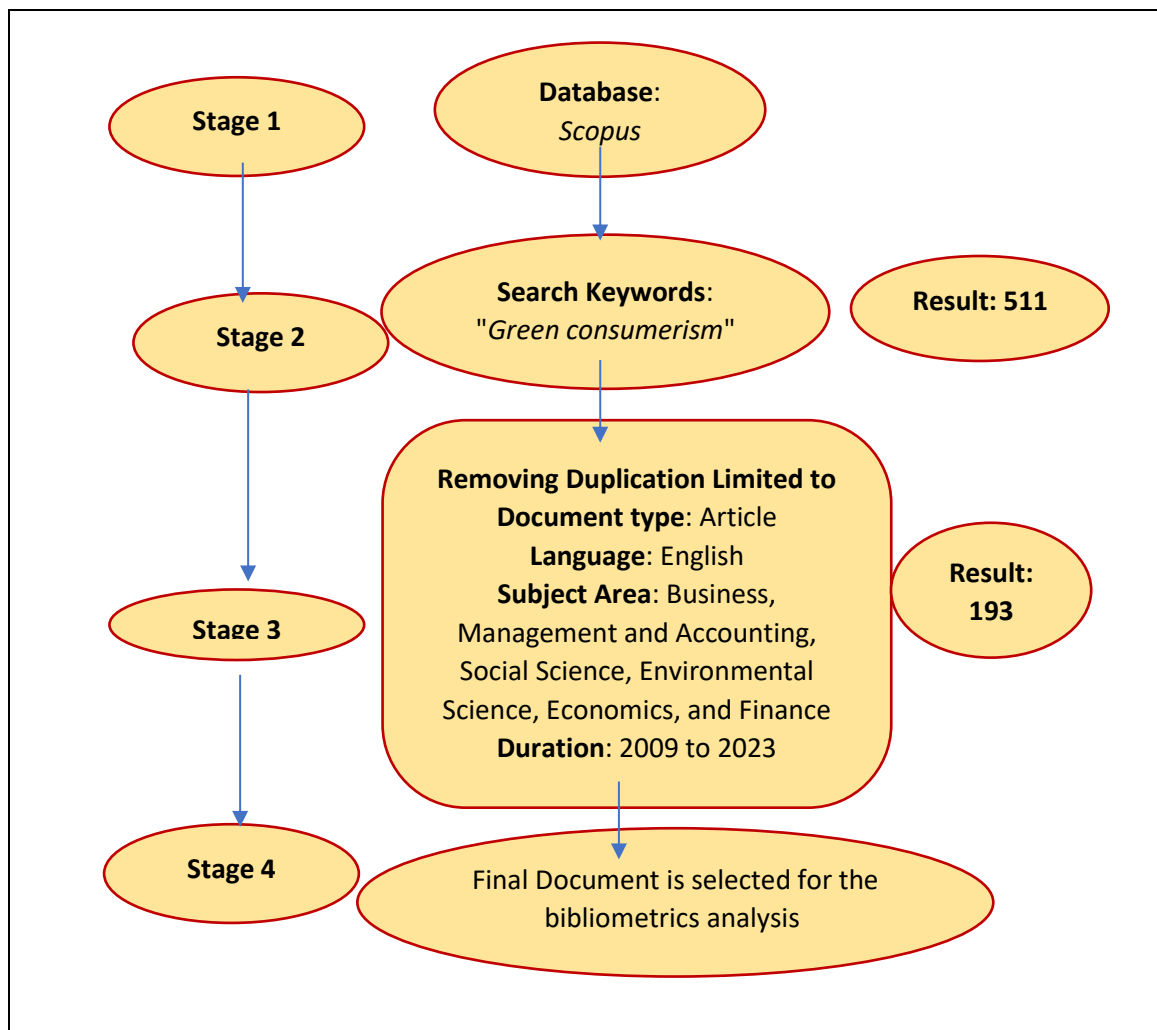 Stage 1
Database:
Scopus
Stage 2
Search Keywords:
"Green consumerism"
Result: 511
Stage 3
Removing Duplication Limited to
Document type: Article
Language: English
Subject Area: Business,
Management and Accounting,
Social Science, Environmental
Science, Economics, and Finance
Duration: 2009 to 2023
Result:
193
Stage 4
Final Document is selected for the
bibliometrics analysis